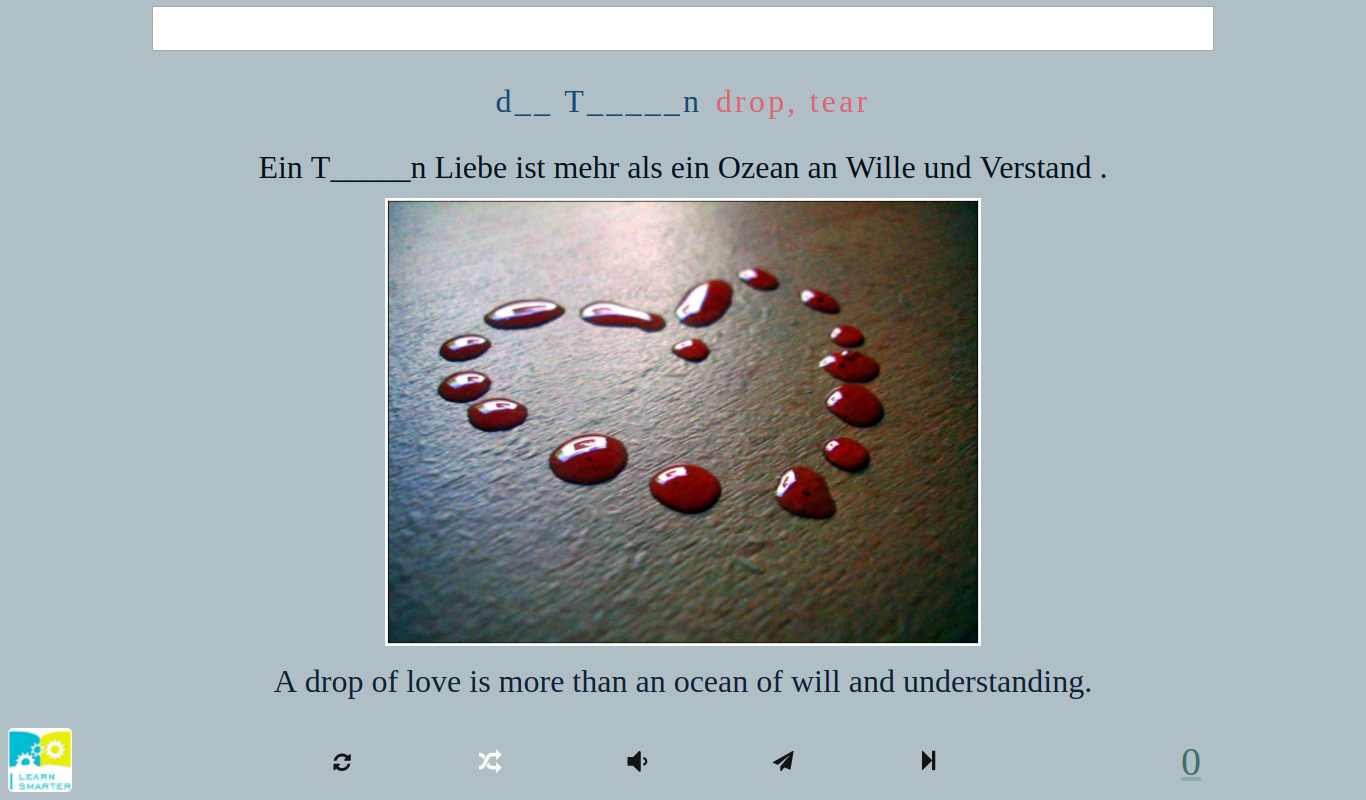 d__ T_____n drop, tear
Ein T_____n Liebe ist mehr als ein Ozean an Wille und Verstand .
A drop of love is more than an ocean of will and understanding.
LEARN
SMARTER
0